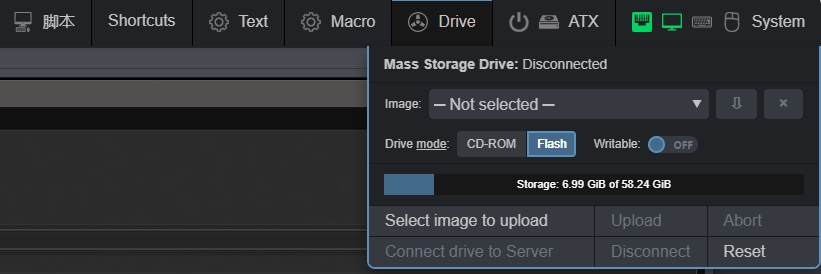 脚本 Shortcuts Text Macro Drive ATX System
Mass Storage Drive: Disconnected
Image: — Not selected —
Drive mode: CD-ROM Flash Writable: OFF
Storage: 6.99 GiB of 58.24 GiB
Select image to upload Upload Abort
Connect drive to Server Disconnect Reset